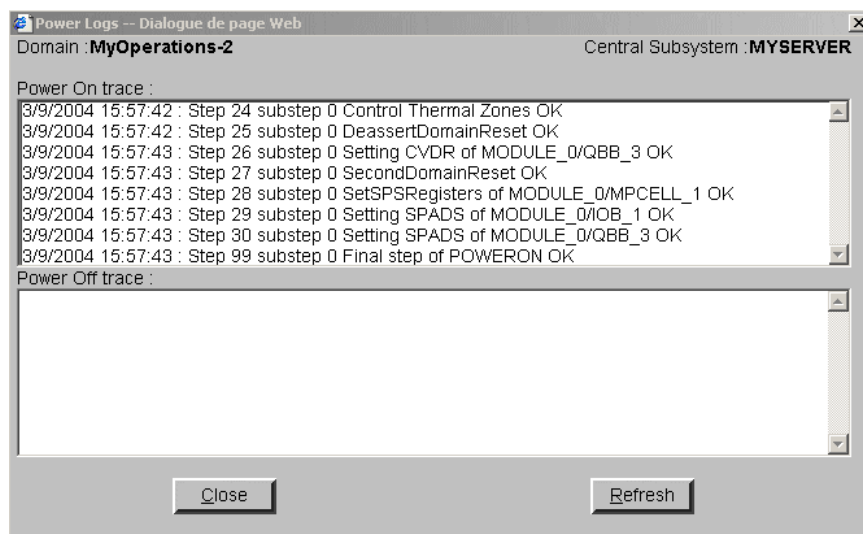 Power Logs -- Dialogue de page Web
Domain :MyOperations-2 Central Subsystem :MYSERVER
Power On trace :
3/9/2004 15:57:42 : Step 24 substep 0 Control Thermal Zones OK
3/9/2004 15:57:42 : Step 25 substep 0 DeassertDomainReset OK
3/9/2004 15:57:43 : Step 26 substep 0 Setting CVDR of MODULE_0/QBB_3 OK
3/9/2004 15:57:43 : Step 27 substep 0 SecondDomainReset OK
3/9/2004 15:57:43 : Step 28 substep 0 SetSPSRegisters of MODULE_0/MPCELL_1 OK
3/9/2004 15:57:43 : Step 29 substep 0 Setting SPADS of MODULE_0/IOB_1 OK
3/9/2004 15:57:43 : Step 30 substep 0 Setting SPADS of MODULE_0/QBB_3 OK
3/9/2004 15:57:43 : Step 99 substep 0 Final step of POWERON OK
Power Off trace :
Close Refresh